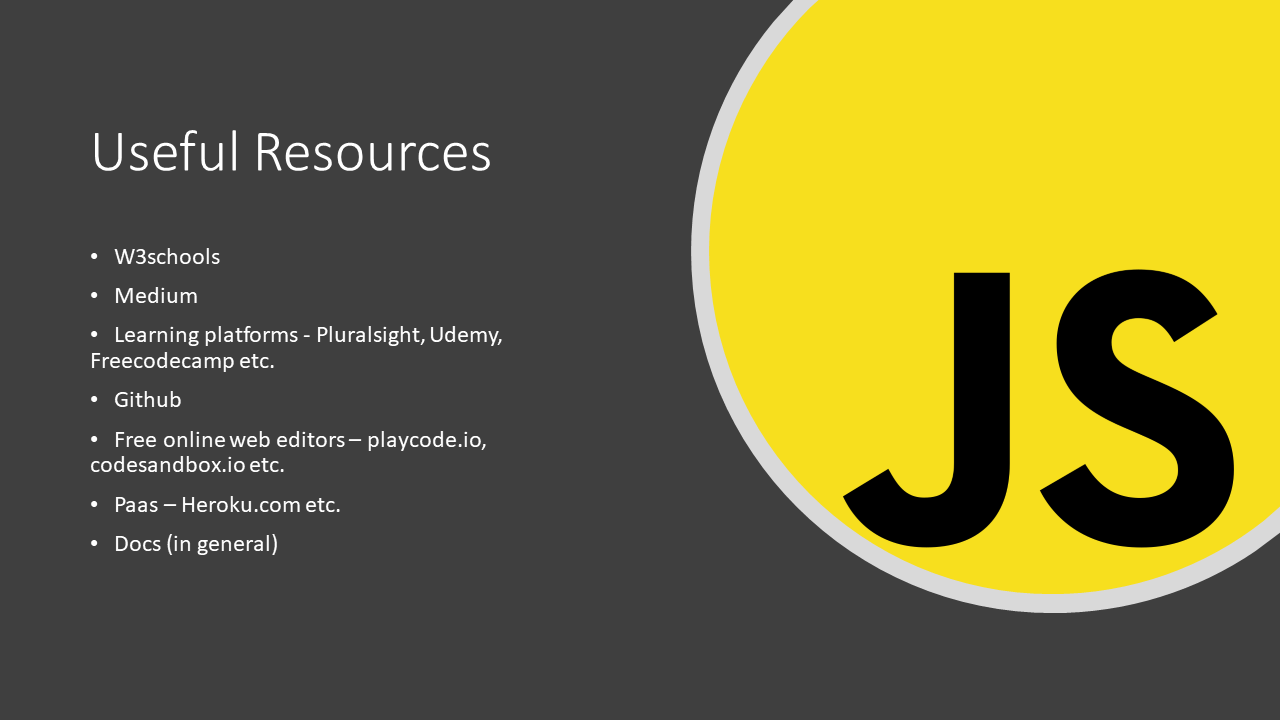 Useful Resources
• W3schools
• Medium
• Learning platforms - Pluralsight, Udemy,
Freecodecamp etc.
• Github
• Free online web editors – playcode.io,
codesandbox.io etc.
• Paas – Heroku.com etc.
• Docs (in general)
JS